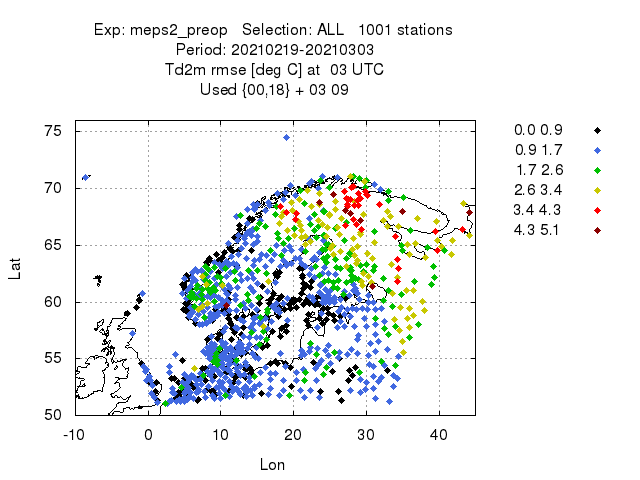 Exp: meps2_preop Selection: ALL 1001 stations
Period: 20210219-20210303
Td2m rmse [deg C] at 03 UTC
Used {00,18} + 03 09
0.0 0.9
0.9 1.7
1.7 2.6
2.6 3.4
3.4 4.3
4.3 5.1
75
70
65
60
55
50
Lat
-10 0 10 20 30 40
Lon